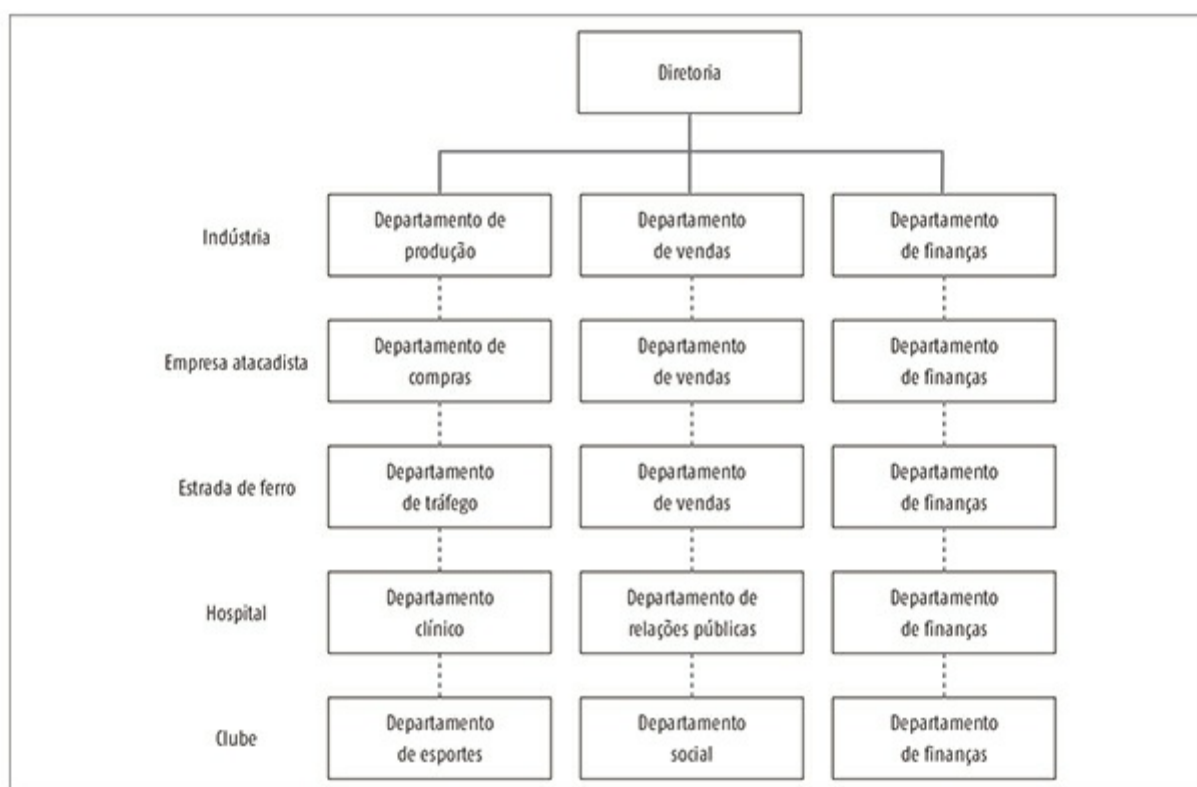 Diretoria
Indústria
Departamento de
produção
Departamento
de vendas
Departamento
de finanças
Empresa atacadista
Departamento de
compras
Departamento
de vendas
Departamento
de finanças
Estrada de ferro
Departamento
de tráfego
Departamento
de vendas
Departamento
de finanças
Hospital
Departamento
clínico
Departamento de
relações públicas
Departamento
de finanças
Clube
Departamento
de esportes
Departamento
social
Departamento
de finanças